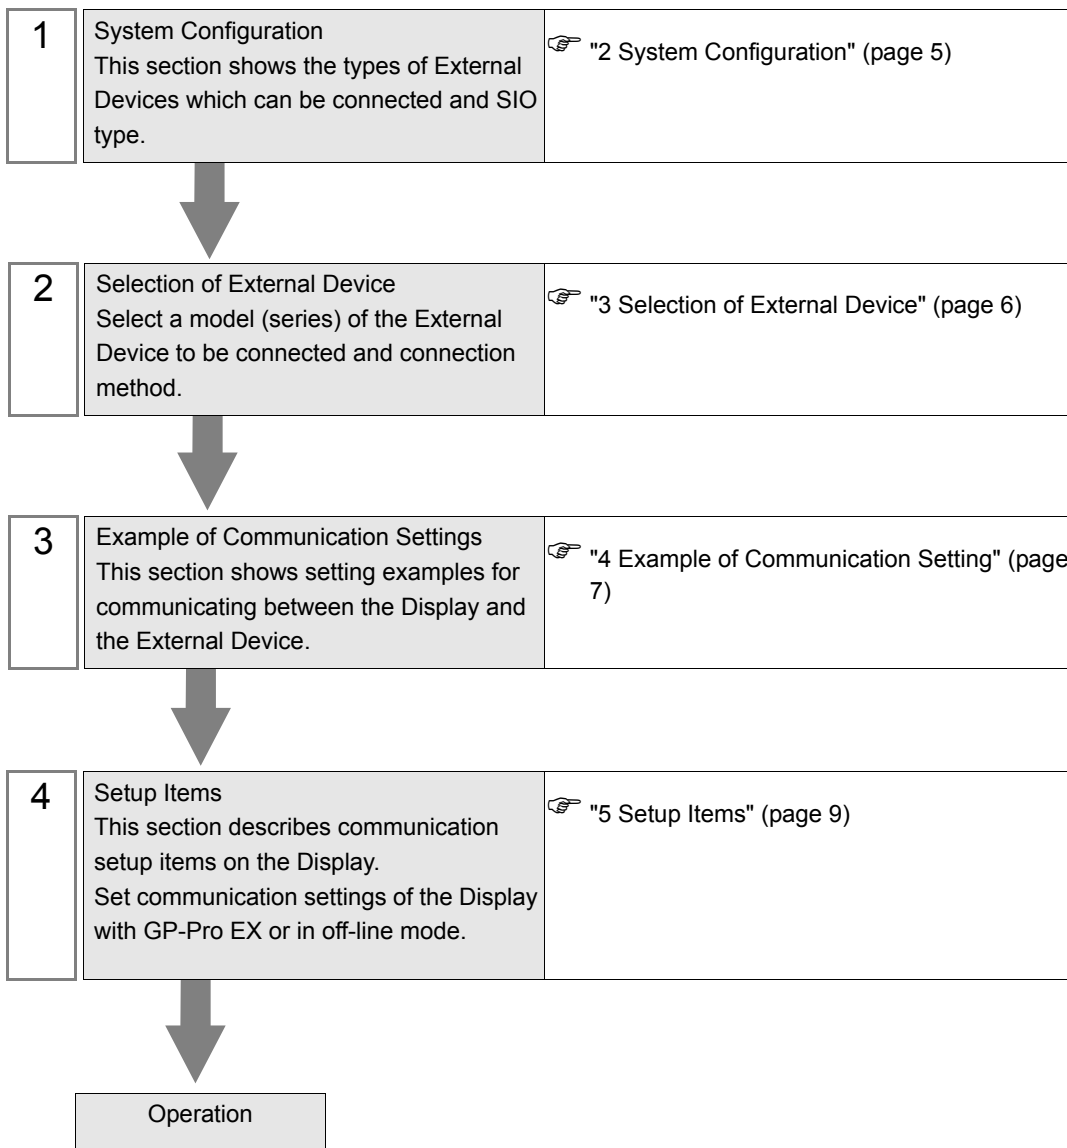 1
System Configuration
This section shows the types of External
Devices which can be connected and SIO
type.
"2 System Configuration" (page 5)
2
Selection of External Device
Select a model (series) of the External
Device to be connected and connection
method.
"3 Selection of External Device" (page 6)
3
Example of Communication Settings
This section shows setting examples for
communicating between the Display and
the External Device.
"4 Example of Communication Setting" (page
7)
4
Setup Items
This section describes communication
setup items on the Display.
Set communication settings of the Display
with GP-Pro EX or in off-line mode.
"5 Setup Items" (page 9)
Operation